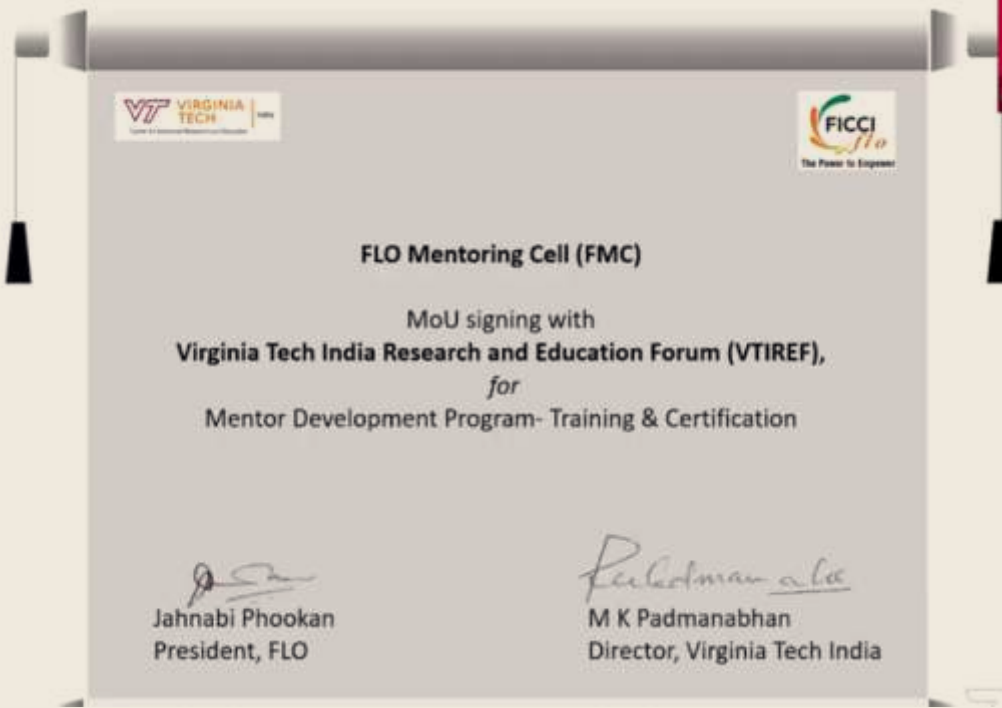 VT VIRGINIA TECH | India
FICCI
flo
The Power to Empower
FLO Mentoring Cell (FMC)
MoU signing with
Virginia Tech India Research and Education Forum (VTIREF),
for
Mentor Development Program- Training & Certification
Jahnabi Phookan
President, FLO
M K Padmanabhan
Director, Virginia Tech India